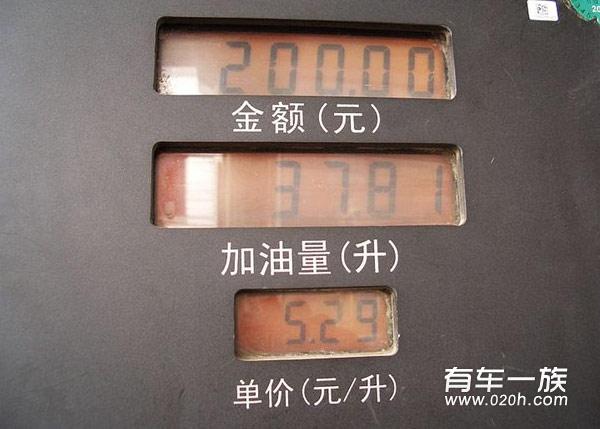 200.00
金额(元)
37.81
加油量(升)
5.29
单价(元/升)
有车一族
www.020h.com